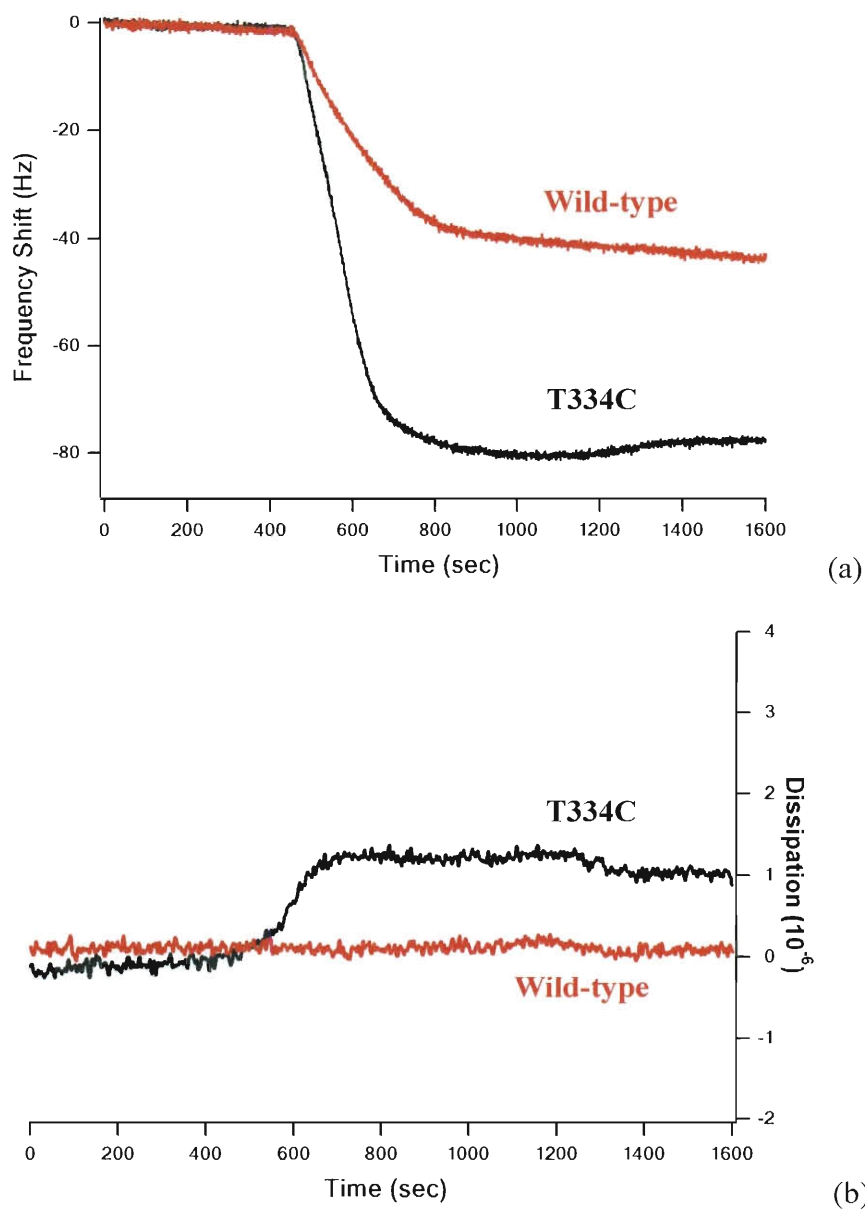 0
-20
-40
-60
-80
Frequency Shift (Hz)
Wild-type
T334C
0 200 400 600 800 1000 1200 1400 1600
Time (sec)
(a)
4
3
2
1
0
-1
-2
Dissipation (10-6)
T334C
Wild-type
0 200 400 600 800 1000 1200 1400 1600
Time (sec)
(b)